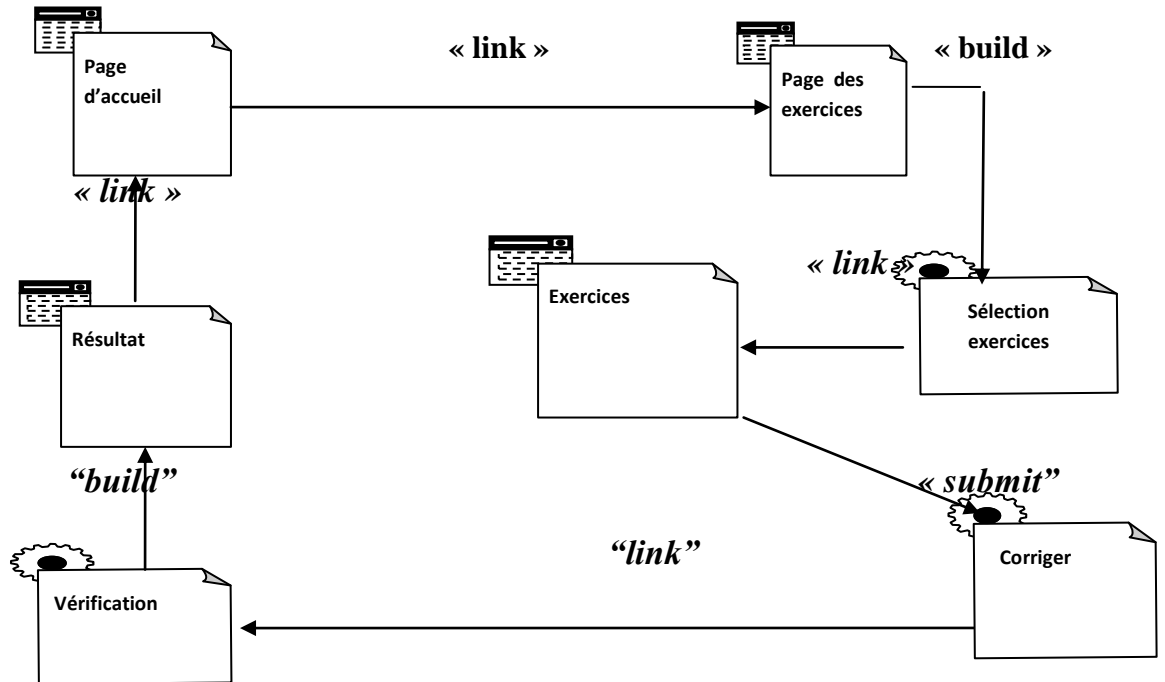 « link »
« build »
Page
d’accueil
Page des
exercices
« link »
« link »
Exercices
Sélection
exercices
Résultat
“build”
« submit”
“link”
Corriger
Vérification